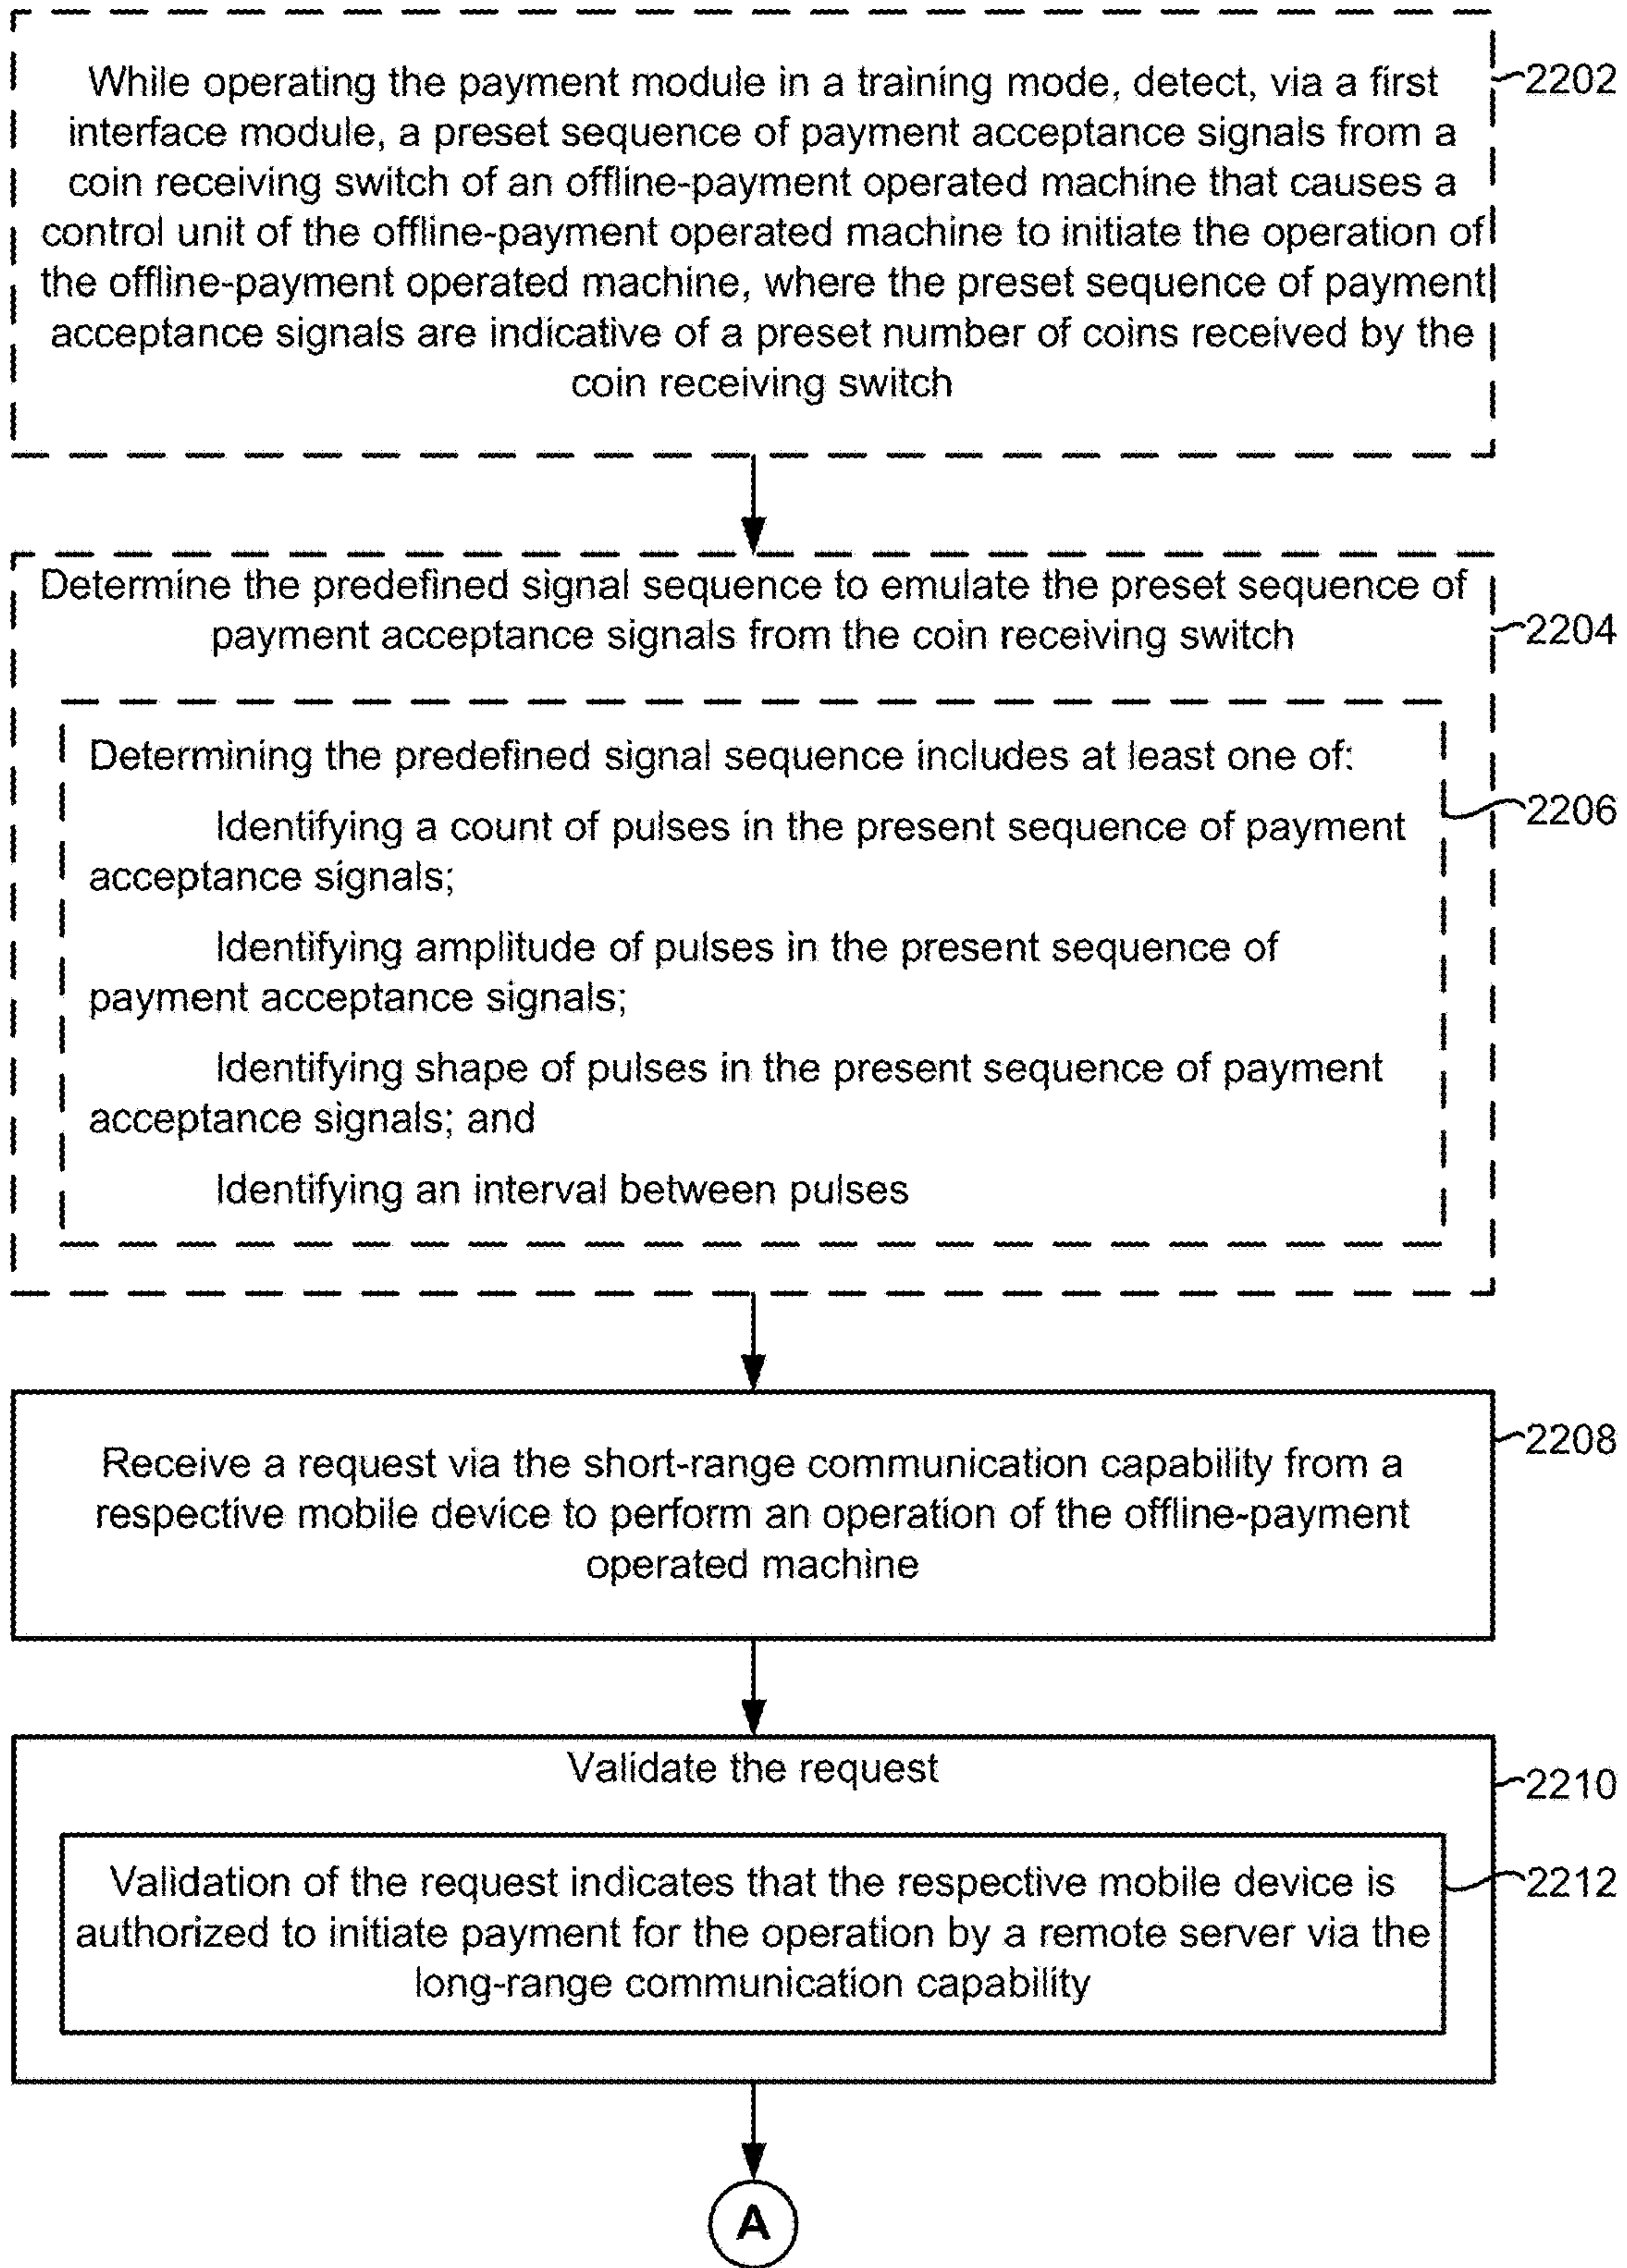 While operating the payment module in a training mode, detect, via a first
interface module, a preset sequence of payment acceptance signals from a
coin receiving switch of an offline-payment operated machine that causes a
control unit of the offline-payment operated machine to initiate the operation of
the offline-payment operated machine, where the preset sequence of payment
acceptance signals are indicative of a preset number of coins received by the
coin receiving switch
2202
Determine the predefined signal sequence to emulate the preset sequence of
payment acceptance signals from the coin receiving switch
2204
Determining the predefined signal sequence includes at least one of:
Identifying a count of pulses in the present sequence of payment
acceptance signals;
Identifying amplitude of pulses in the present sequence of
payment acceptance signals;
Identifying shape of pulses in the present sequence of payment
acceptance signals; and
Identifying an interval between pulses
2206
Receive a request via the short-range communication capability from a
respective mobile device to perform an operation of the offline-payment
operated machine
2208
Validate the request
2210
Validation of the request indicates that the respective mobile device is
authorized to initiate payment for the operation by a remote server via the
long-range communication capability
2212
A